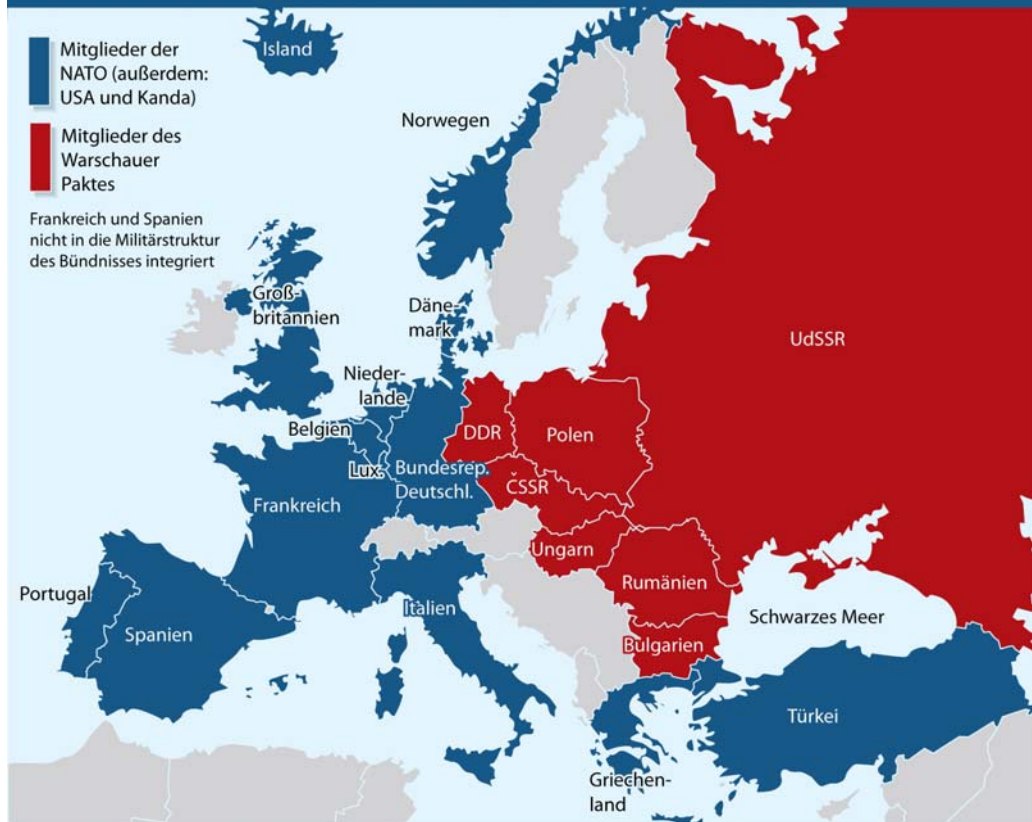 Mitglieder der
NATO (außerdem:
USA und Kanda)
Mitglieder des
Warschauer
Paktes
Frankreich und Spanien
nicht in die Militärstruktur
des Bündnisses integriert
Island
Norwegen
Groß-
britannien
Däne-
mark
UdSSR
Nieder-
lande
Belgien
Lux.
DDR
Polen
Bundesrep.
Deutschl.
ČSSR
Frankreich
Ungarn
Rumänien
Portugal
Spanien
Italien
Schwarzes Meer
Bulgarien
Türkei
Griechen-
land